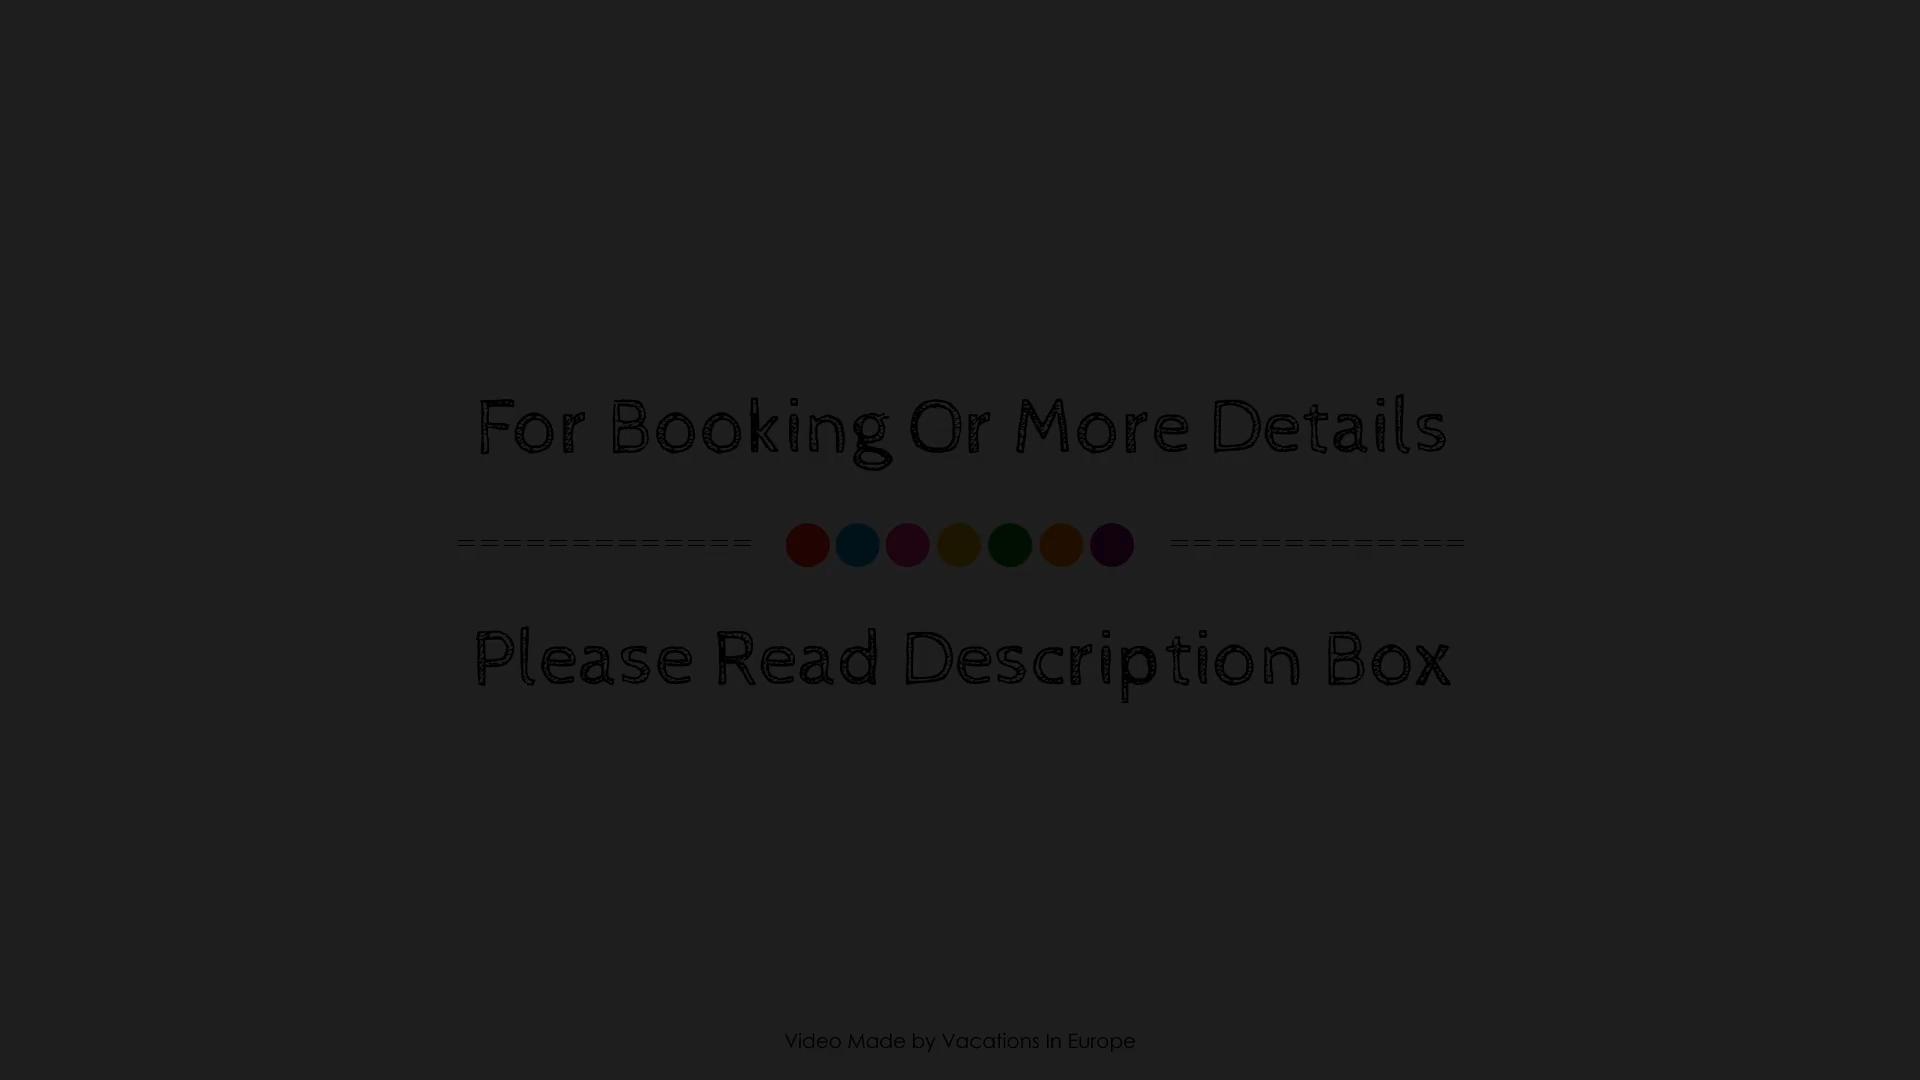 For Booking Or More Details
============= =============
Please Read Description Box
Video Made by Vacations In Europe